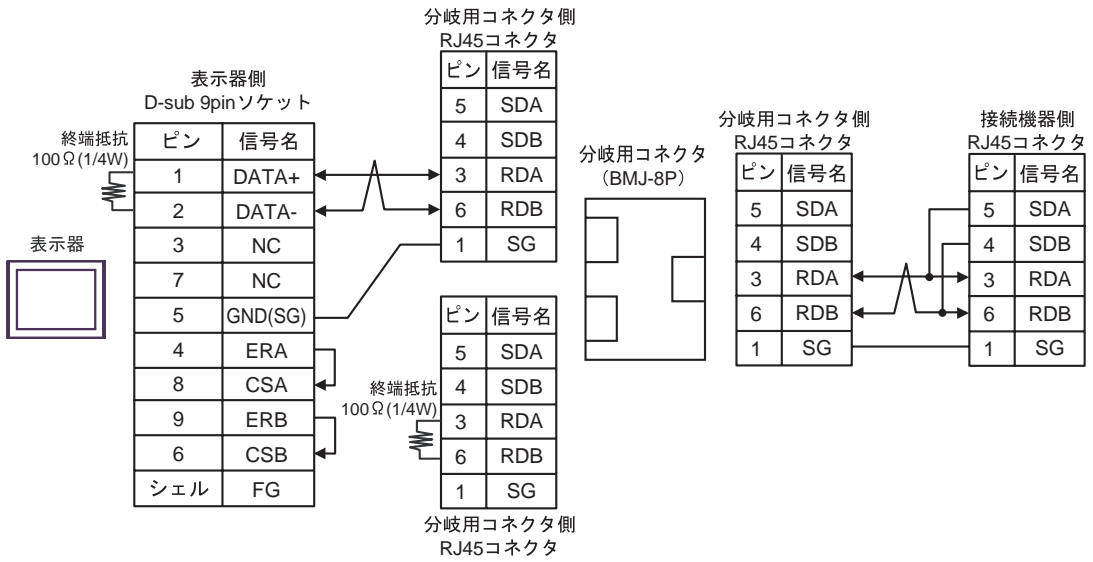 表示器
表示器側
D-sub 9pinソケット
終端抵抗
100Ω(1/4W)
ピン 信号名
1 DATA+
2 DATA-
3 NC
7 NC
5 GND(SG)
4 ERA
8 CSA
9 ERB
6 CSB
シェル FG
分岐用コネクタ側
RJ45コネクタ
ピン 信号名
5 SDA
4 SDB
3 RDA
6 RDB
1 SG
終端抵抗
100Ω(1/4W)
ピン 信号名
5 SDA
4 SDB
3 RDA
6 RDB
1 SG
分岐用コネクタ側
RJ45コネクタ
分岐用コネクタ
（BMJ-8P）
分岐用コネクタ側
RJ45コネクタ
ピン 信号名
5 SDA
4 SDB
3 RDA
6 RDB
1 SG
接続機器側
RJ45コネクタ
ピン 信号名
5 SDA
4 SDB
3 RDA
6 RDB
1 SG